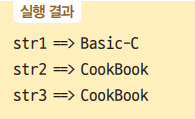 실행 결과
str1 ==> Basic-C
str2 ==> CookBook
str3 ==> CookBook